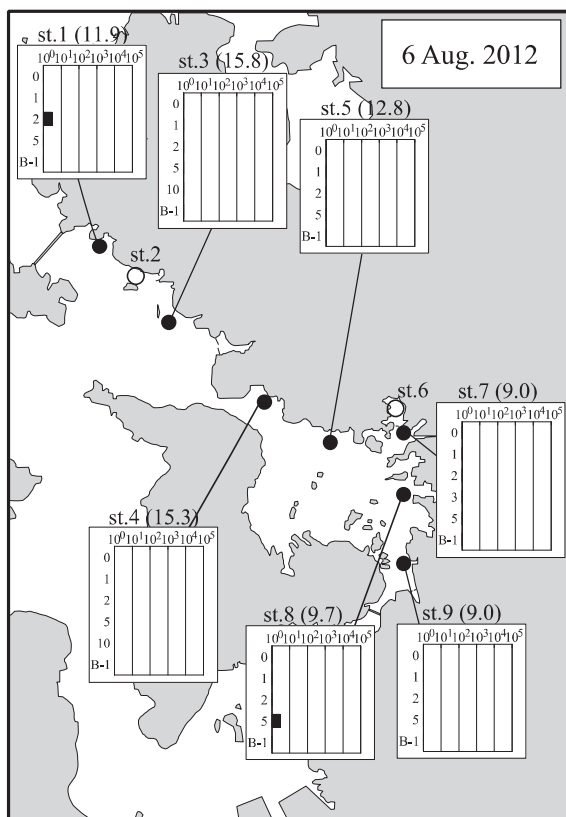 6 Aug. 2012
st.1 (11.9)
10⁰10¹10²10³10⁴10⁵
0
1
2
5
B-1
st.3 (15.8)
10⁰10¹10²10³10⁴10⁵
0
1
2
5
10
B-1
st.5 (12.8)
10⁰10¹10²10³10⁴10⁵
0
1
2
5
B-1
st.2
st.6
st.7 (9.0)
10⁰10¹10²10³10⁴10⁵
0
1
2
3
5
B-1
st.4 (15.3)
10⁰10¹10²10³10⁴10⁵
0
1
2
5
10
B-1
st.8 (9.7)
10⁰10¹10²10³10⁴10⁵
0
1
2
5
B-1
st.9 (9.0)
10⁰10¹10²10³10⁴10⁵
0
1
2
5
B-1